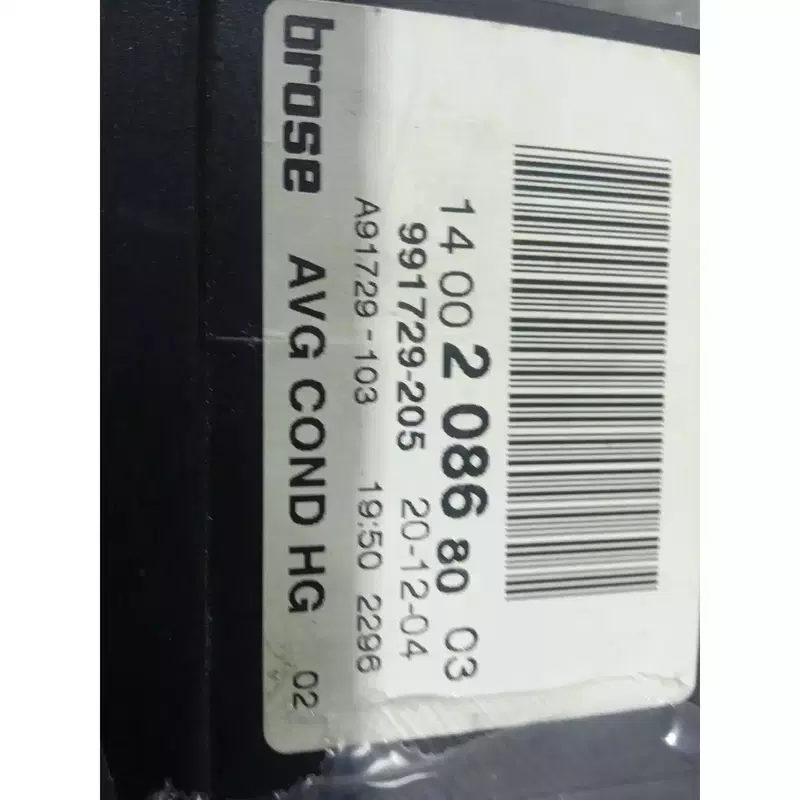 14 00 2 086 80 03
991729-205 20-12-04
A91729-103 19:50 2296
brose AVG COND HG 02